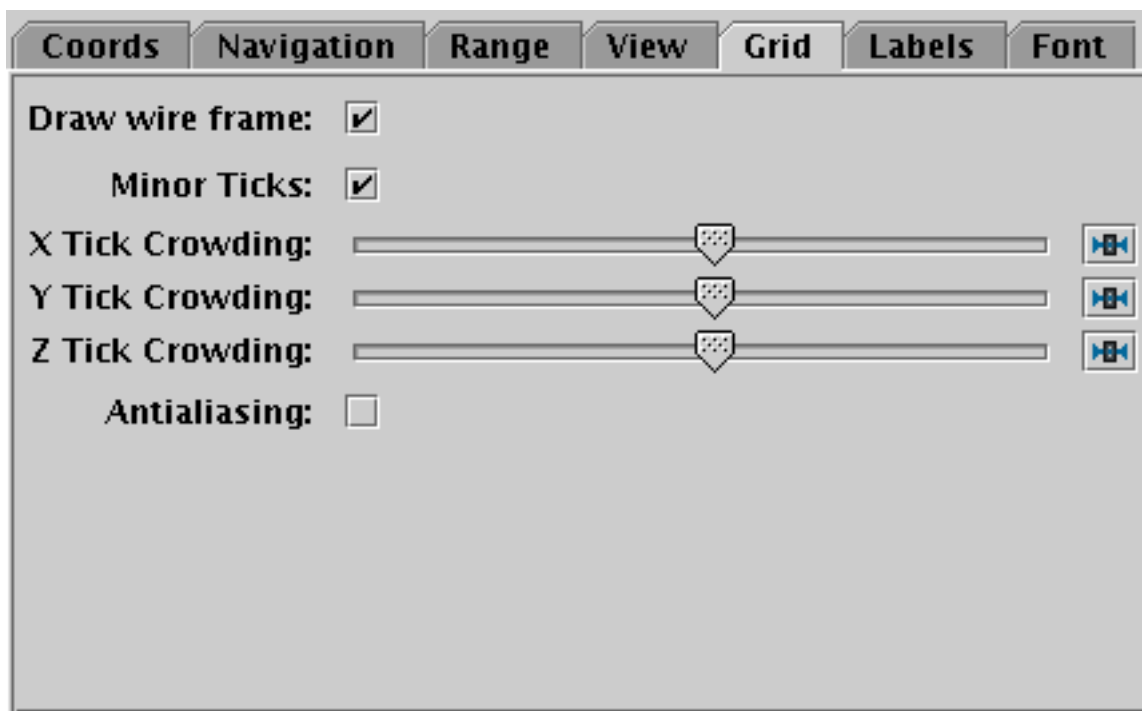 Coords Navigation Range View Grid Labels Font
Draw wire frame:
Minor Ticks:
X Tick Crowding:
Y Tick Crowding:
Z Tick Crowding:
Antialiasing: